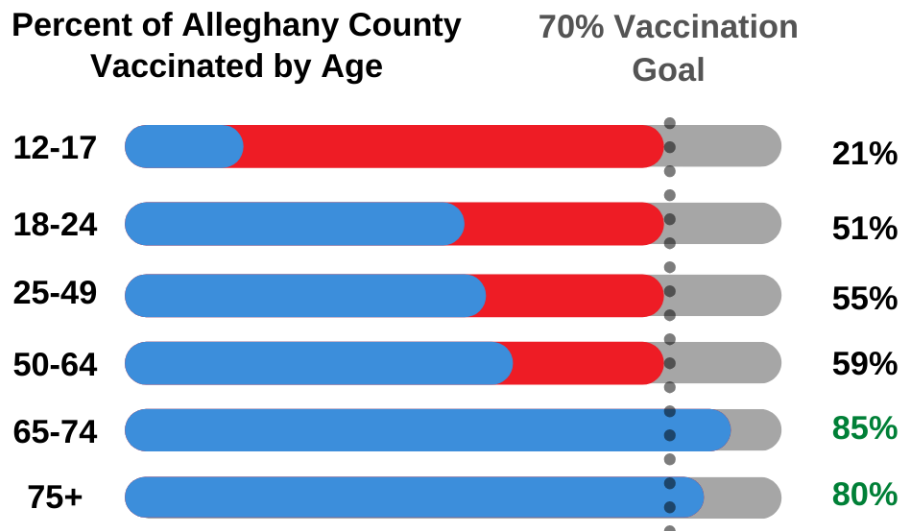 Percent of Alleghany County
Vaccinated by Age
70% Vaccination
Goal
12-17 21%
18-24 51%
25-49 55%
50-64 59%
65-74 85%
75+ 80%